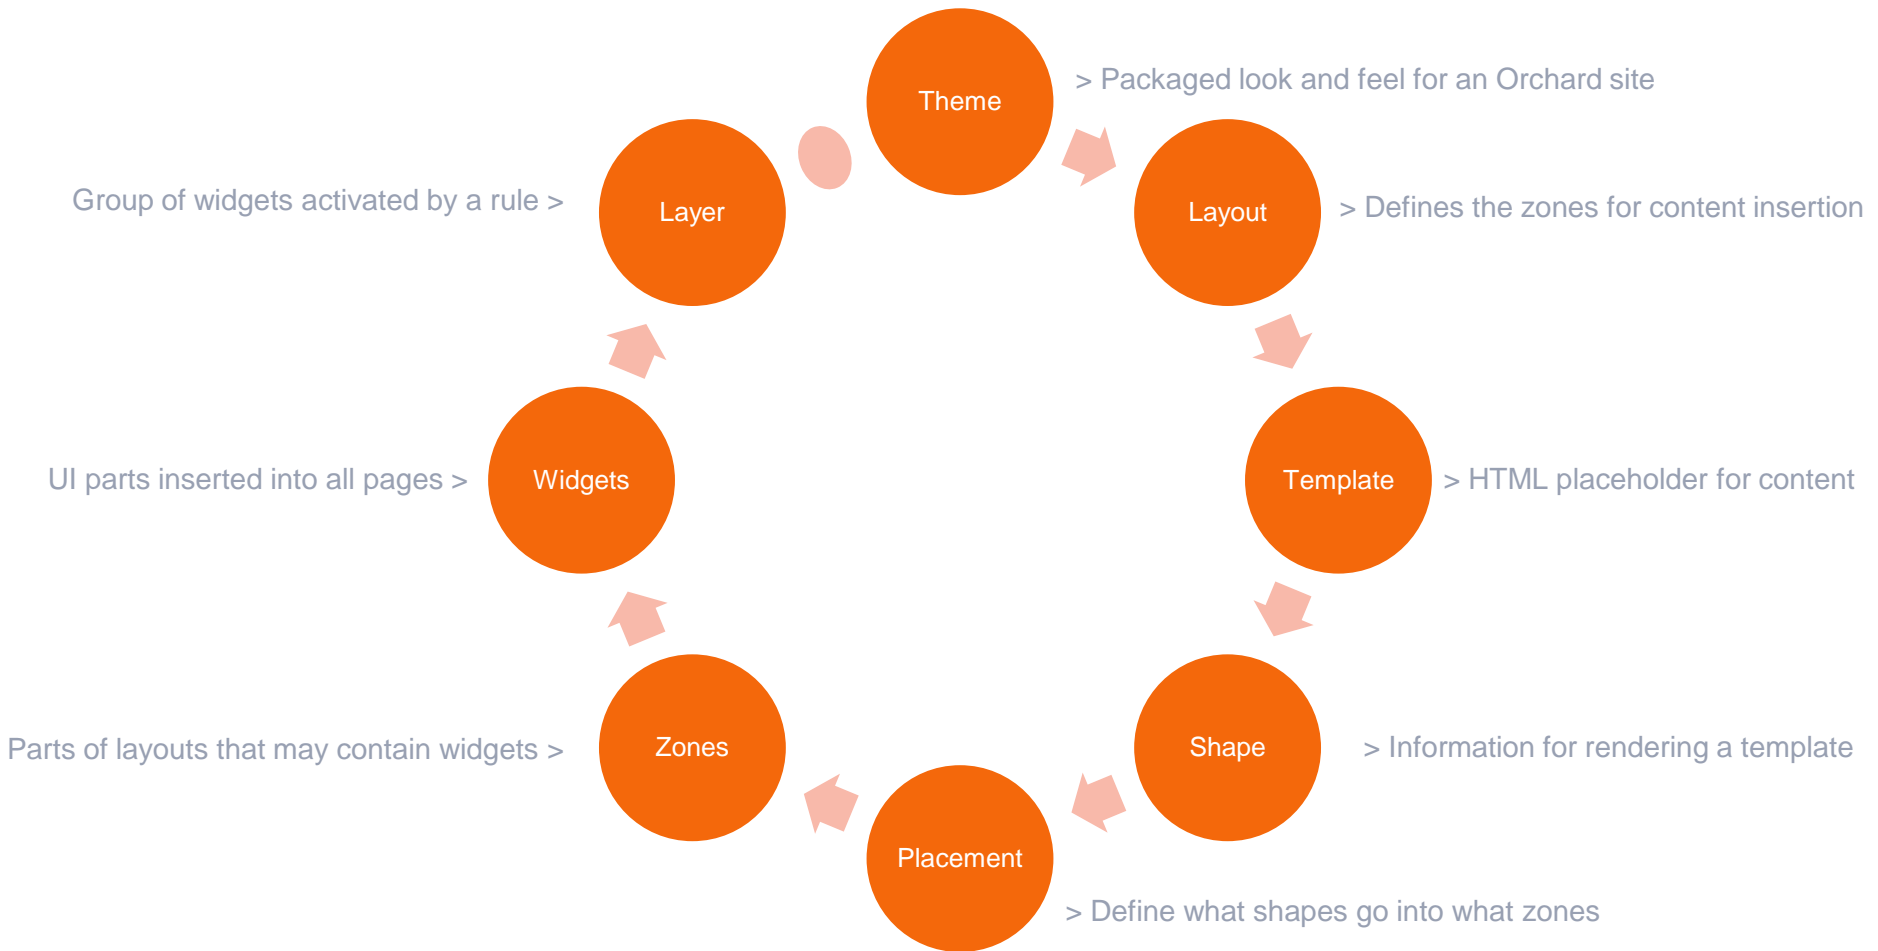 Theme
> Packaged look and feel for an Orchard site
Layout
> Defines the zones for content insertion
Template
> HTML placeholder for content
Shape
> Information for rendering a template
Placement
> Define what shapes go into what zones
Zones
Parts of layouts that may contain widgets >
Widgets
UI parts inserted into all pages >
Layer
Group of widgets activated by a rule >